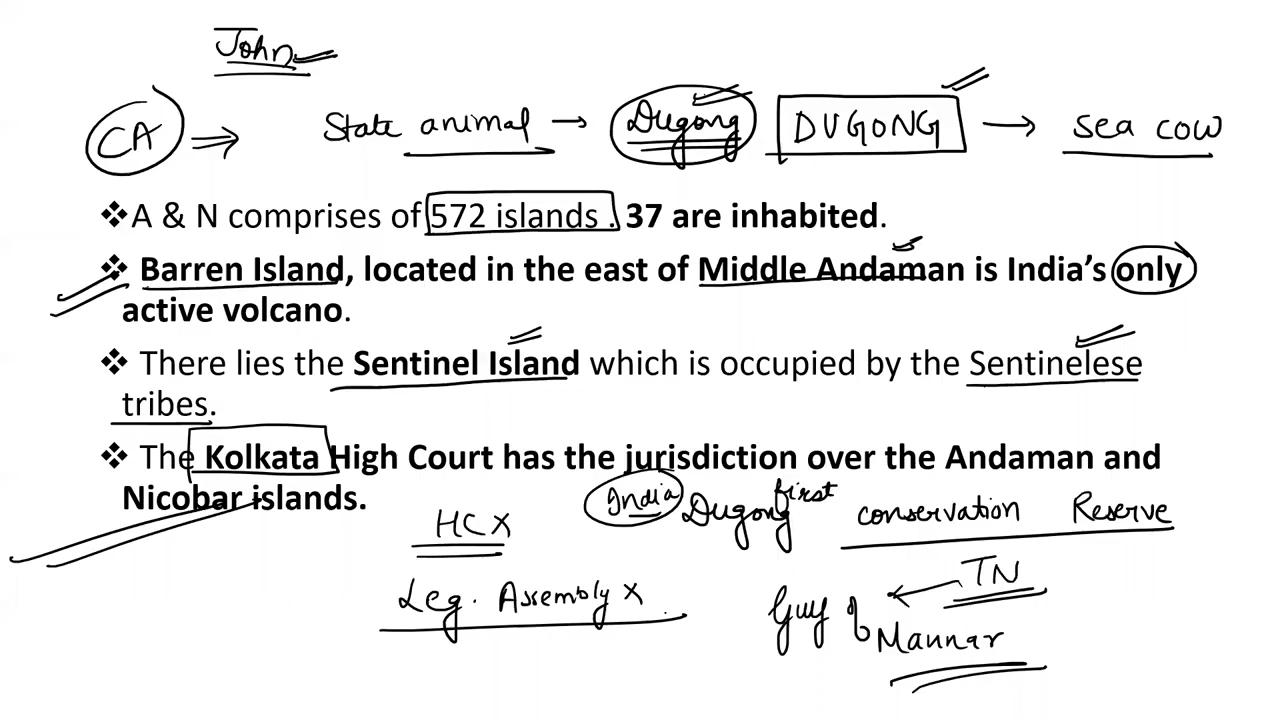 John
CA ⇒ State animal → Dugong DUGONG → sea cow
❖A & N comprises of 572 islands . 37 are inhabited.
❖ Barren Island, located in the east of Middle Andaman is India's only
active volcano.
❖ There lies the Sentinel Island which is occupied by the Sentinelese
tribes.
❖ The Kolkata High Court has the jurisdiction over the Andaman and
Nicobar islands.
India Dugong first conservation Reserve
HC X
TN
Leg. Assembly X
Guy of
Mannar